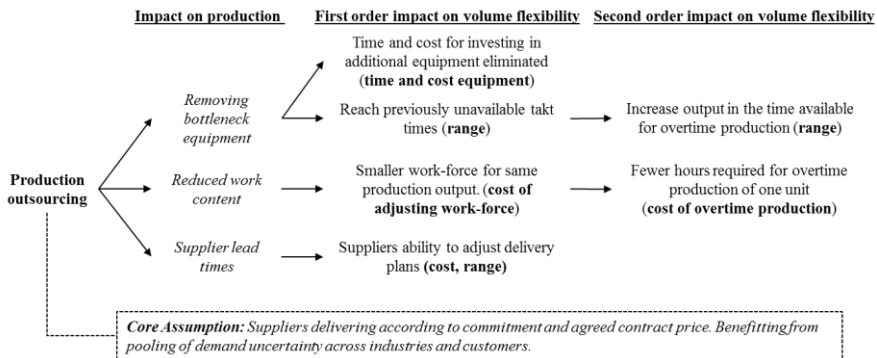 Impact on production
First order impact on volume flexibility
Second order impact on volume flexibility
Time and cost for investing in
additional equipment eliminated
(time and cost equipment)
Removing
bottleneck
equipment
Reach previously unavailable takt
times (range)
Increase output in the time available
for overtime production (range)
Production
outsourcing
Reduced work
content
Smaller work-force for same
production output. (cost of
adjusting work-force)
Fewer hours required for overtime
production of one unit
(cost of overtime production)
Supplier lead
times
Suppliers ability to adjust delivery
plans (cost, range)
Core Assumption: Suppliers delivering according to commitment and agreed contract price. Benefitting from
pooling of demand uncertainty across industries and customers.